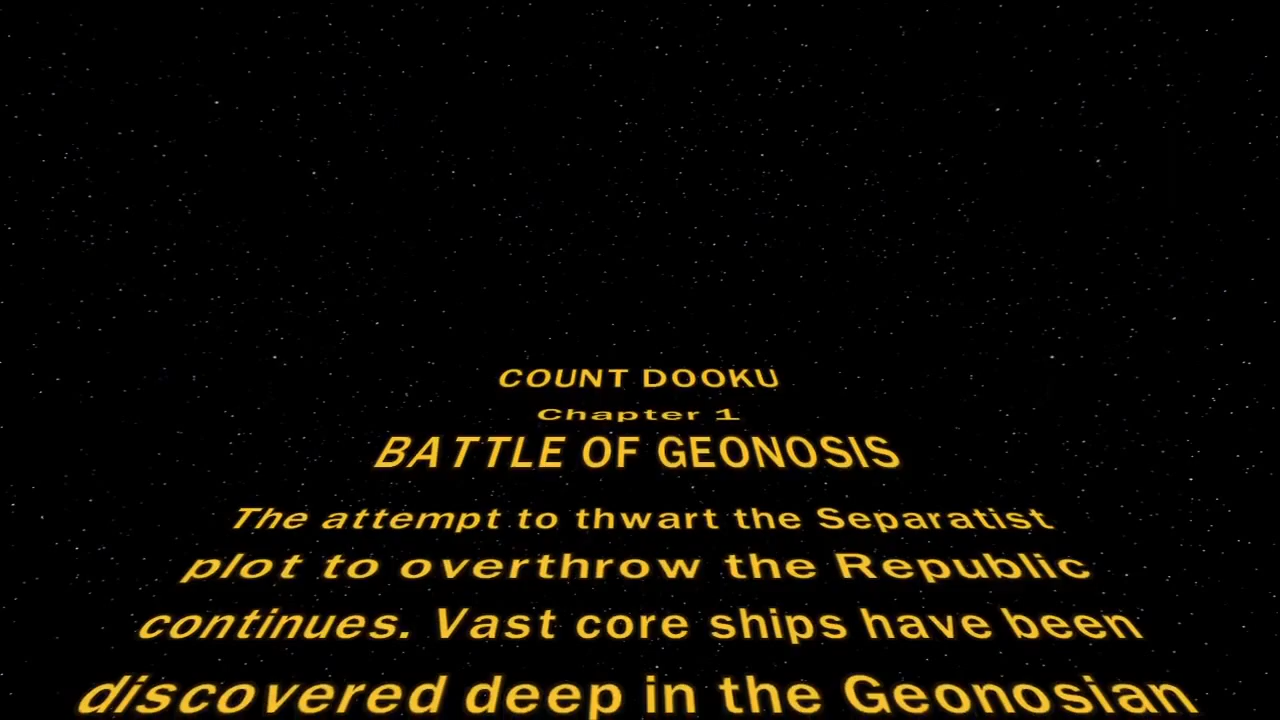 COUNT DOOKU
Chapter 1
BATTLE OF GEONOSIS
The attempt to thwart the Separatist
plot to overthrow the Republic
continues. Vast core ships have been
discovered deep in the Geonosian